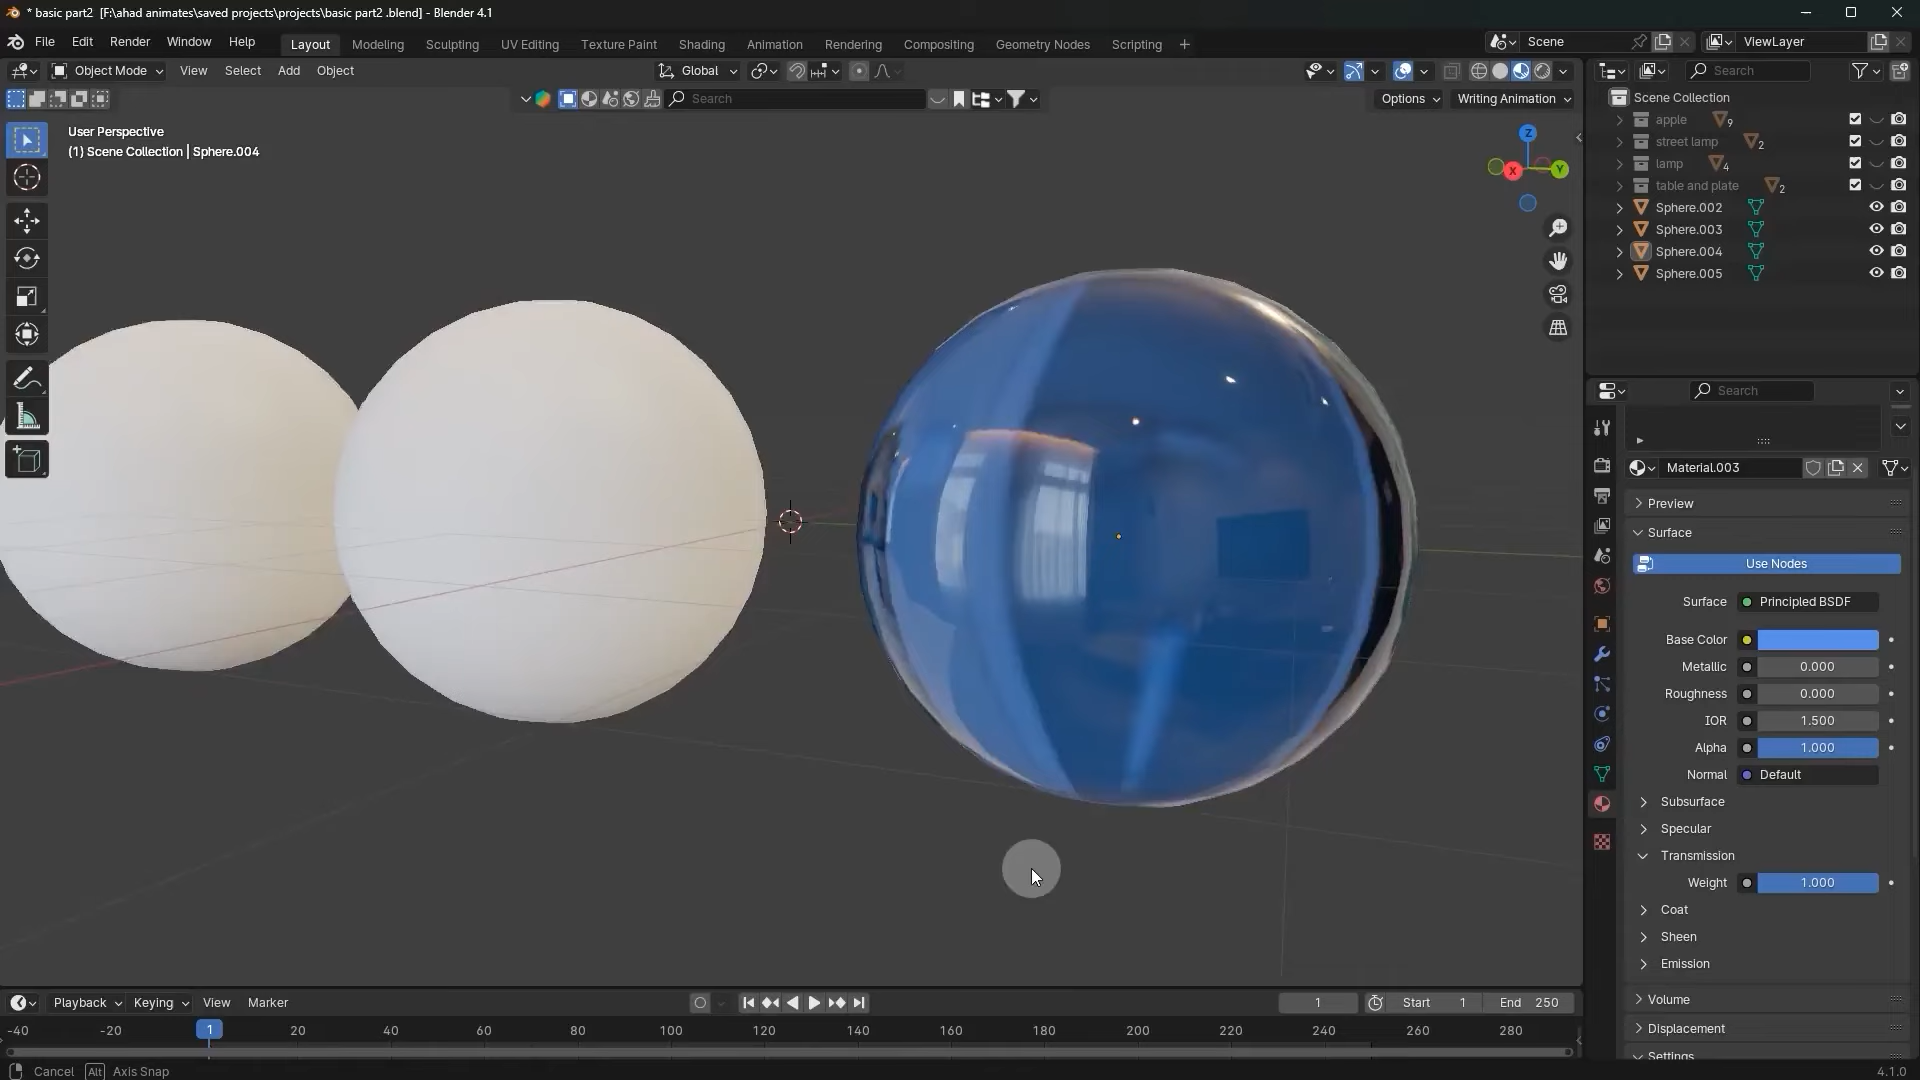 * basic part2 [F:\ahad animates\saved projects\projects\basic part2 .blend] - Blender 4.1
File Edit Render Window Help
Layout Modeling Sculpting UV Editing Texture Paint Shading Animation Rendering Compositing Geometry Nodes Scripting +
Scene
ViewLayer
Object Mode View Select Add Object
Global
Search
Search
Options
Writing Animation
User Perspective
(1) Scene Collection | Sphere.004
Z
X
Y
Scene Collection
apple 9
street lamp 2
lamp 4
table and plate 2
Sphere.002
Sphere.003
Sphere.004
Sphere.005
Search
Material.003
Preview
Surface
Use Nodes
Surface Principled BSDF
Base Color
Metallic 0.000
Roughness 0.000
IOR 1.500
Alpha 1.000
Normal Default
Subsurface
Specular
Transmission
Weight 1.000
Coat
Sheen
Emission
Volume
Displacement
Settings
Playback Keying View Marker
1
Start 1
End 250
-40 -20 1 20 40 60 80 100 120 140 160 180 200 220 240 260 280
Cancel Alt Axis Snap
4.1.0